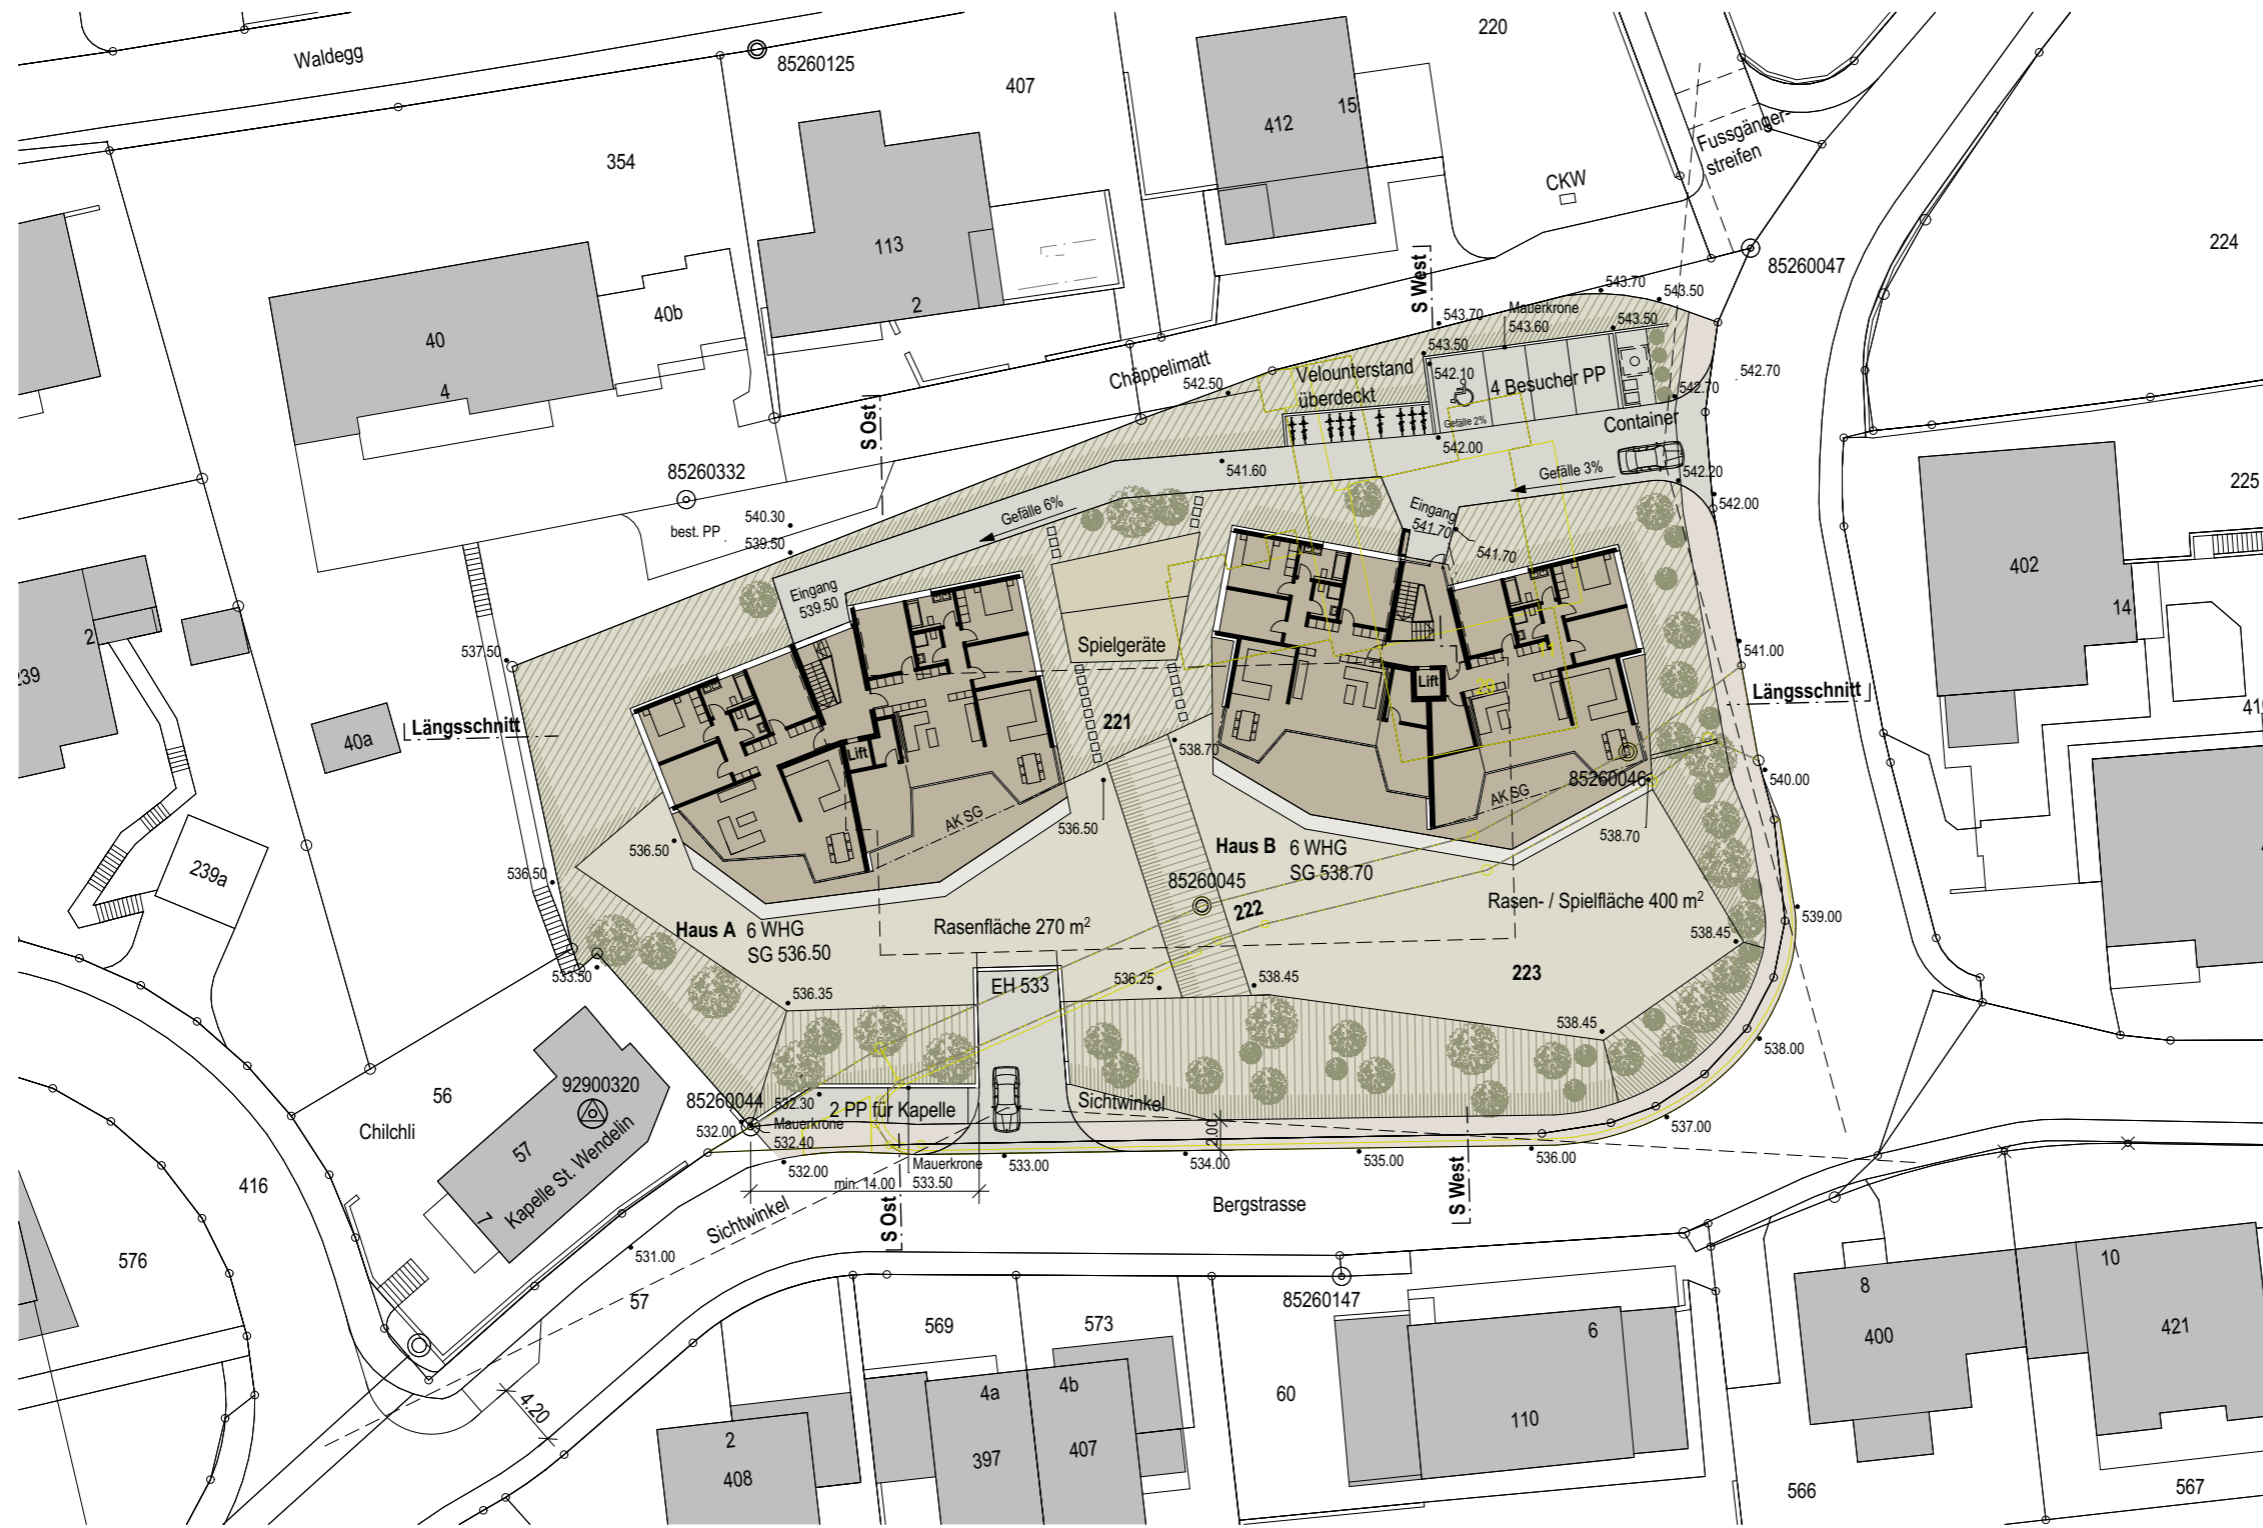 Waldegg
85260125
407
220
412
15
354
Fussgänger-
streifen
CKW
113
2
40
4
40b
85260047
224
S West
543.70
543.50
Mauerkrone
543.60
543.70
543.50
543.50
542.10
4 Besucher PP
Velounterstand
überdeckt
Gefälle 2%
542.70
542.70
Container
Chäppelimatt
542.50
S Ost
85260332
best. PP
540.30
539.50
541.60
542.00
Gefälle 3%
542.20
542.00
Gefälle 6%
Eingang
541.70
541.70
Eingang
539.50
225
402
14
2
239
537.50
Spielgeräte
Lift
20
541.00
Längsschnitt
Längsschnitt
221
538.70
Lift
40a
85260046
540.00
AK SG
AK SG
536.50
536.50
538.70
Haus B 6 WHG
SG 538.70
85260045
222
239a
536.50
Haus A 6 WHG
SG 536.50
Rasenfläche 270 m²
Rasen- / Spielfläche 400 m²
539.00
538.45
533.50
EH 533
536.25
538.45
223
536.35
538.45
538.00
56
92900320
Chilchli
57
Kapelle St. Wendelin
7
85260044
532.30
2 PP für Kapelle
Sichtwinkel
532.00
Mauerkrone
532.40
2.00
537.00
532.00
Mauerkrone
533.50
533.00
534.00
535.00
536.00
min. 14.00
416
576
Sichtwinkel
S Ost
S West
Bergstrasse
531.00
57
85260147
569
573
60
6
110
8
400
10
421
4a
4b
397
407
2
408
4.20
566
567